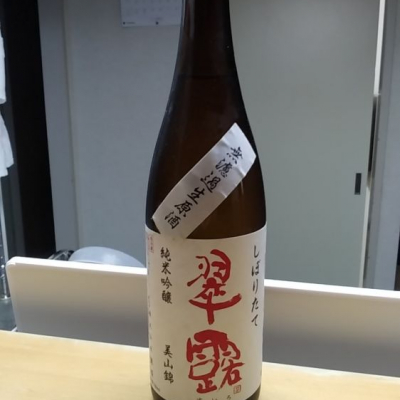 無濾過生原酒
しぼりたて
翠露
純米吟醸
美山錦